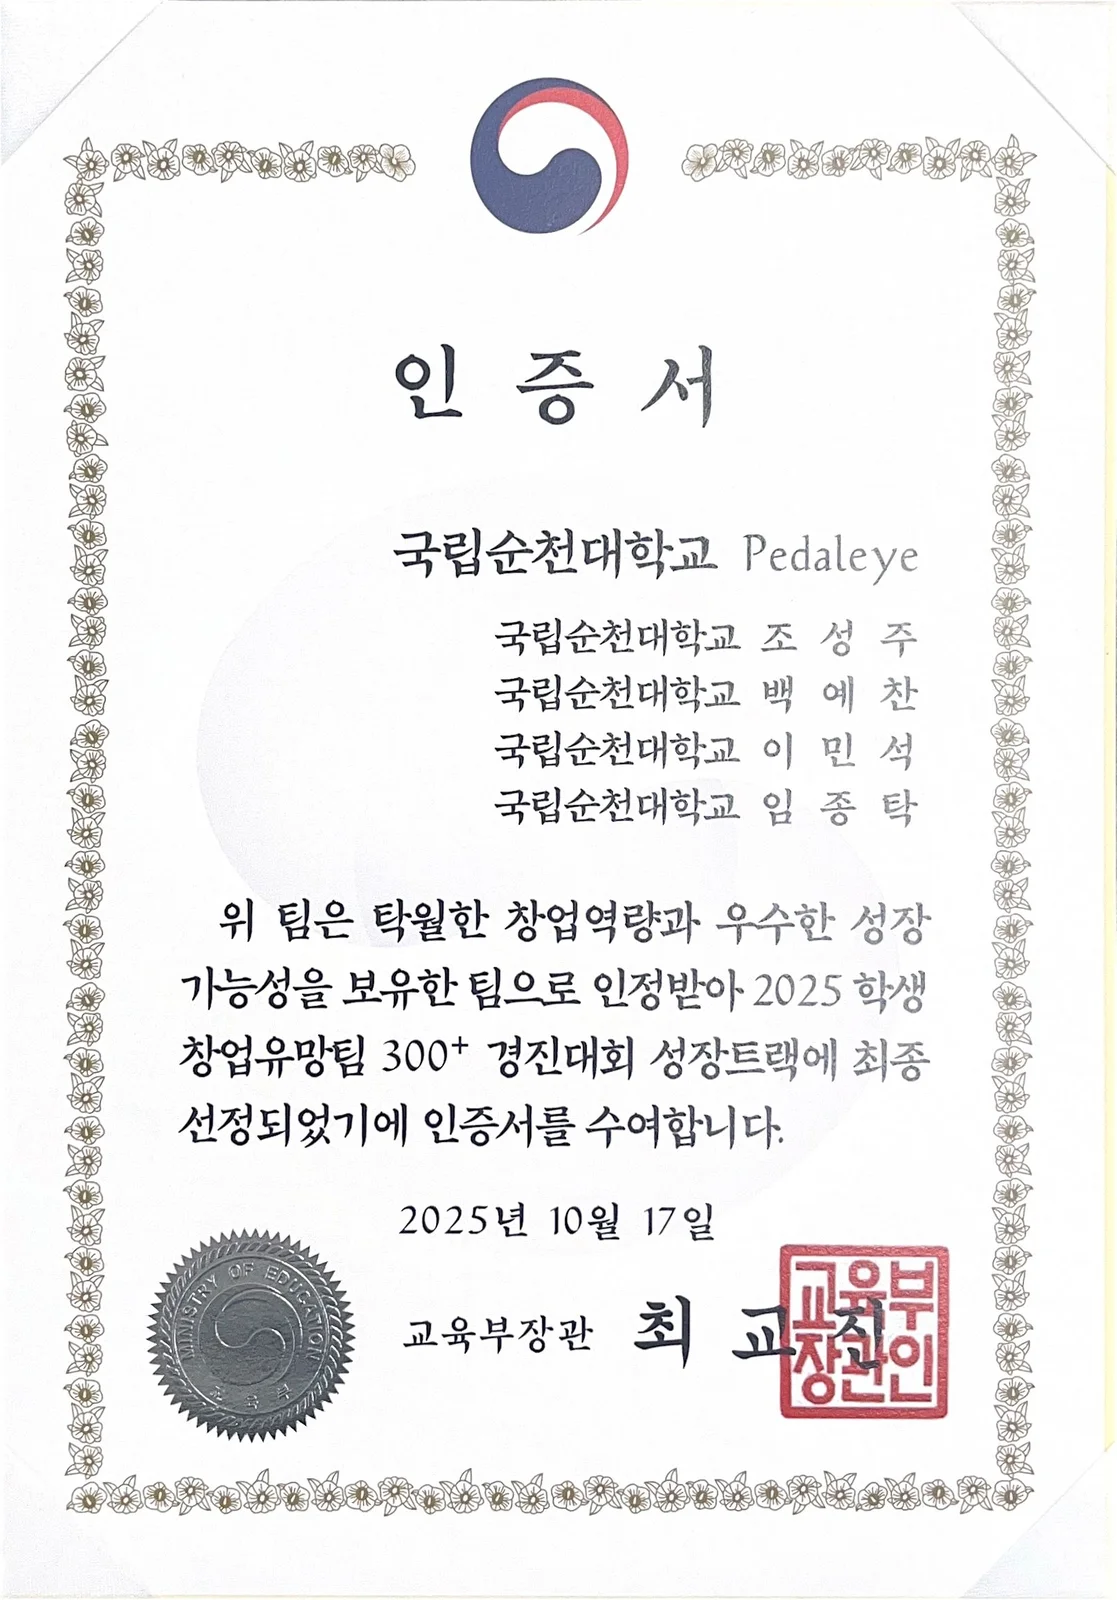 인 증 서
국립순천대학교 Pedaleye
국립순천대학교 조 성 주
국립순천대학교 백 예 찬
국립순천대학교 이 민 석
국립순천대학교 임 종 탁
위 팀은 탁월한 창업역량과 우수한 성장
가능성을 보유한 팀으로 인정받아 2025 학생
창업유망팀 300⁺ 경진대회 성장트랙에 최종
선정되었기에 인증서를 수여합니다.
2025년 10월 17일
MINISTRY OF EDUCATION
교육부
교육부장관 최 교 진
교육부
장관인